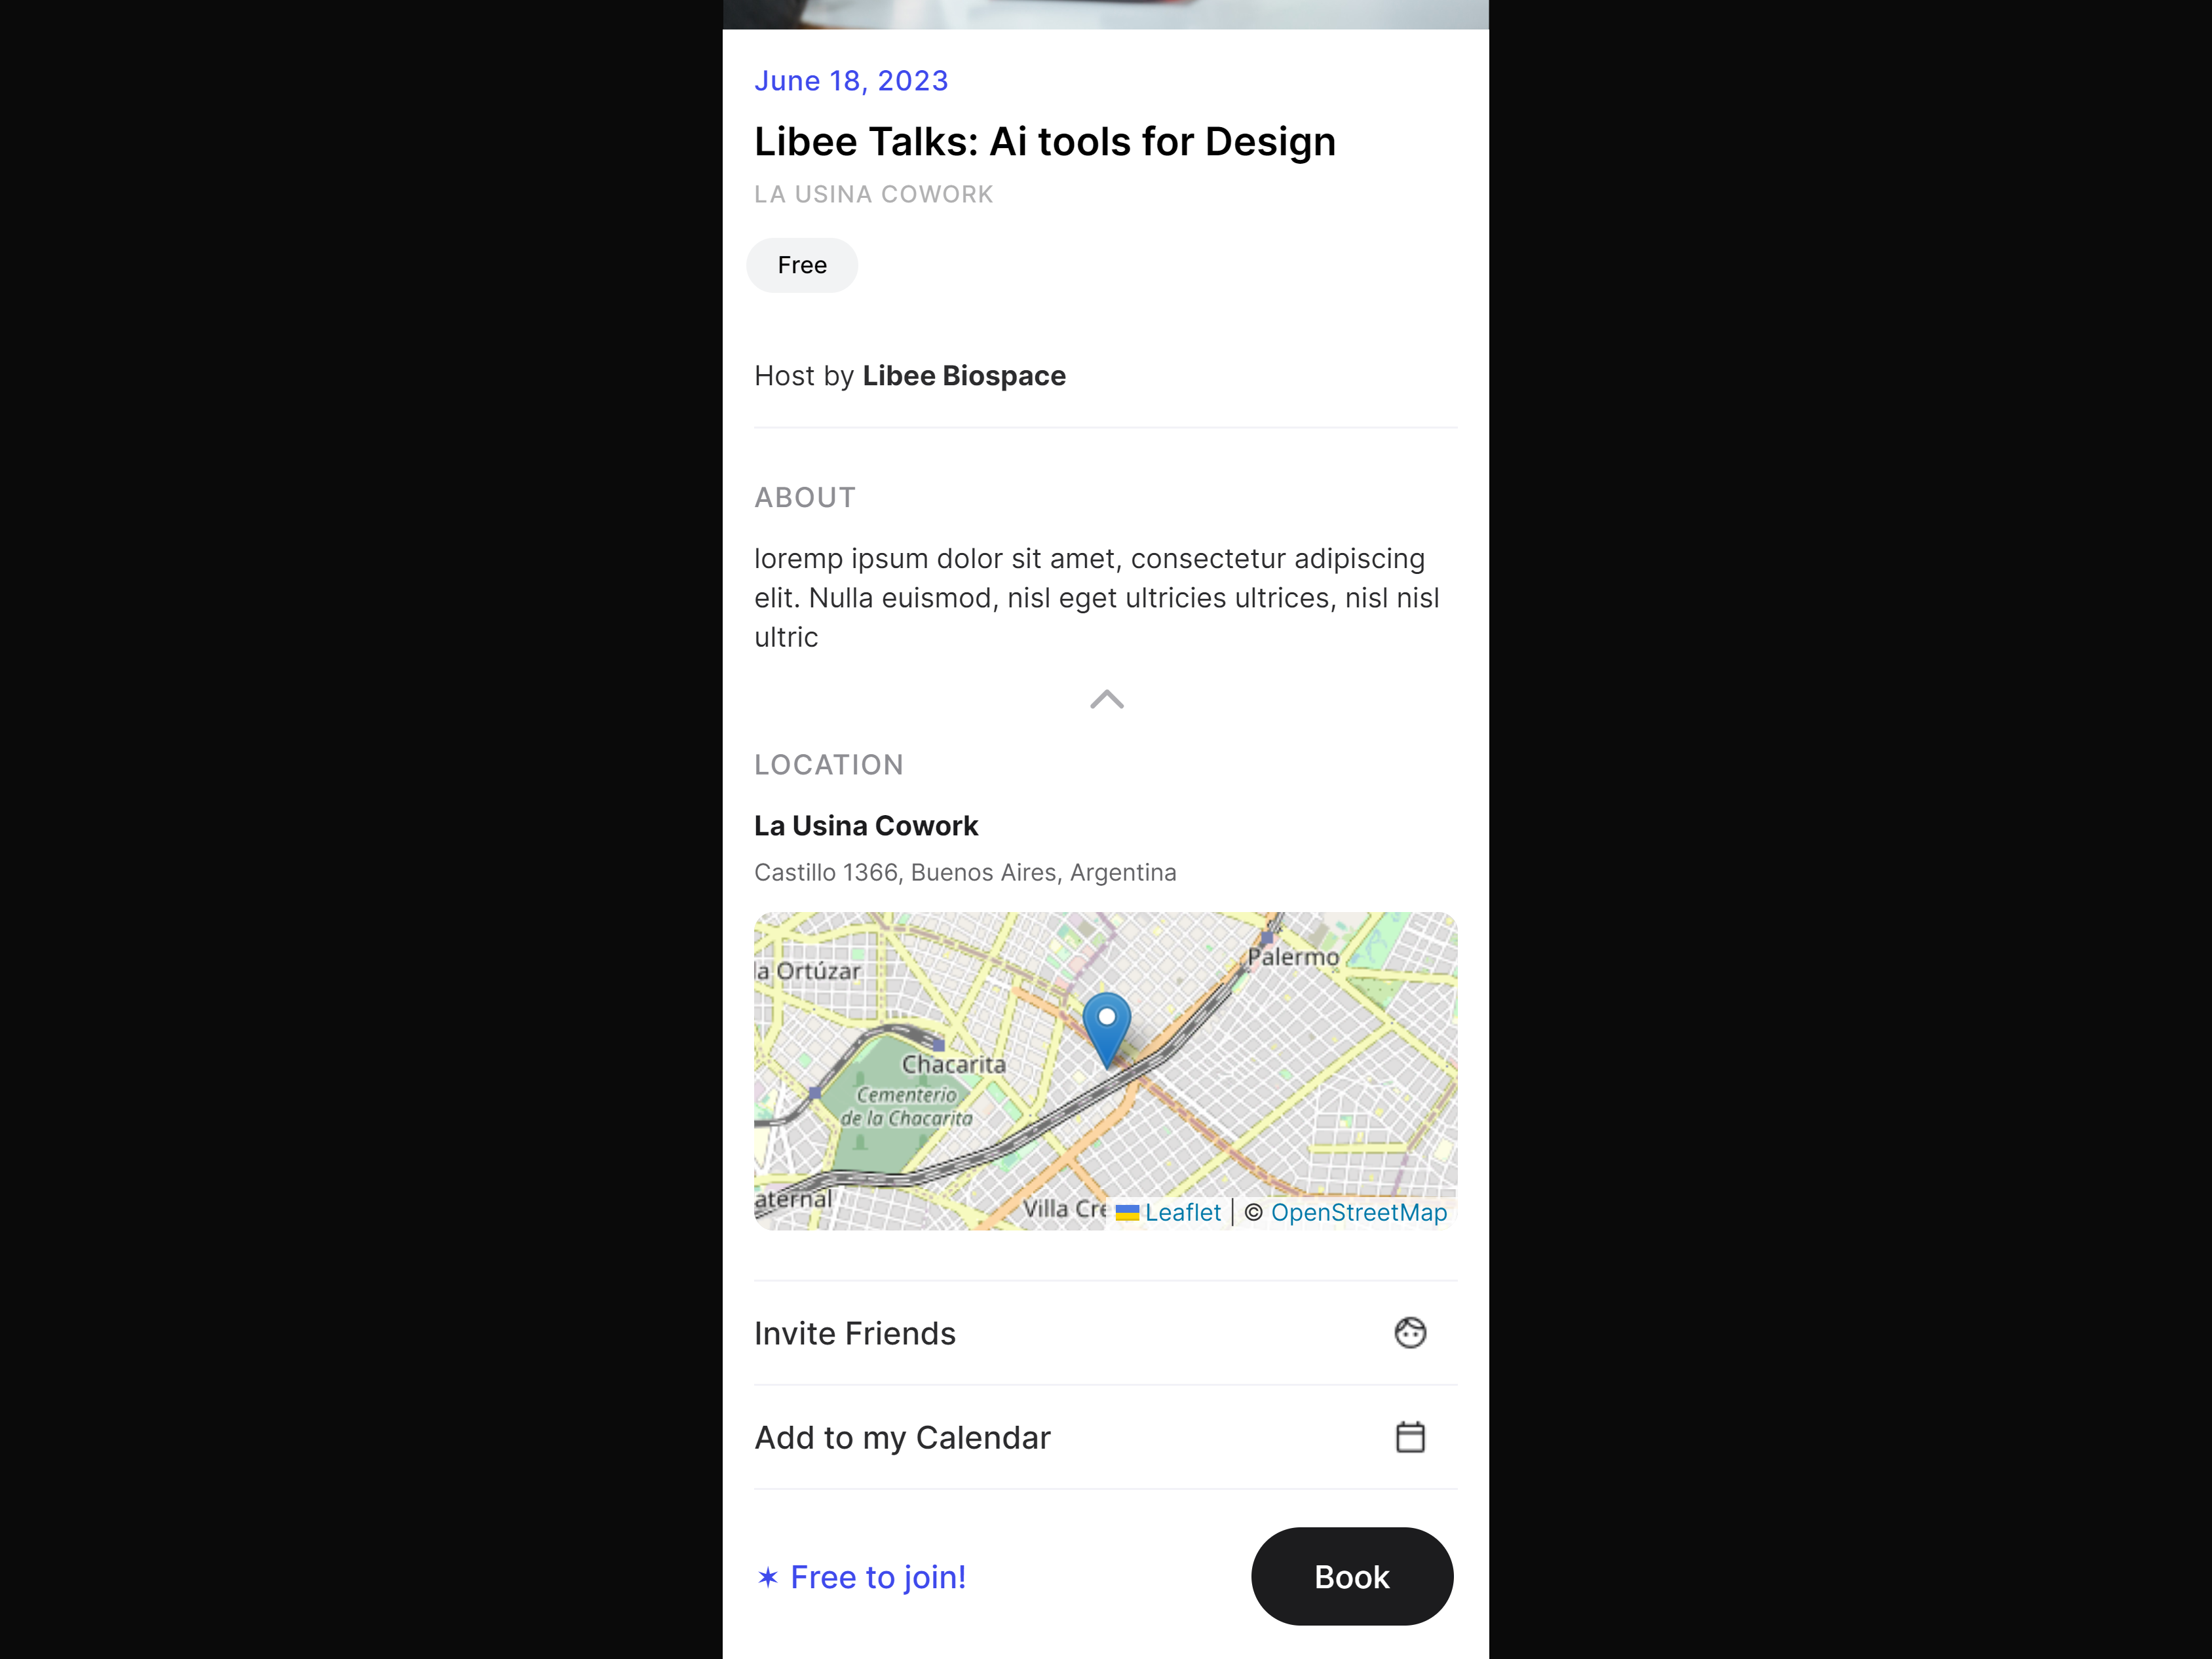 June 18, 2023
Libee Talks: Ai tools for Design
LA USINA COWORK
Free
Host by Libee Biospace
ABOUT
loremp ipsum dolor sit amet, consectetur adipiscing
elit. Nulla euismod, nisl eget ultricies ultrices, nisl nisl
ultric
LOCATION
La Usina Cowork
Castillo 1366, Buenos Aires, Argentina
Palermo
la Ortúzar
Chacarita
Cementerio
de la Chacarita
aternal
Villa Cre
Leaflet | © OpenStreetMap
Invite Friends
Add to my Calendar
✶ Free to join!
Book